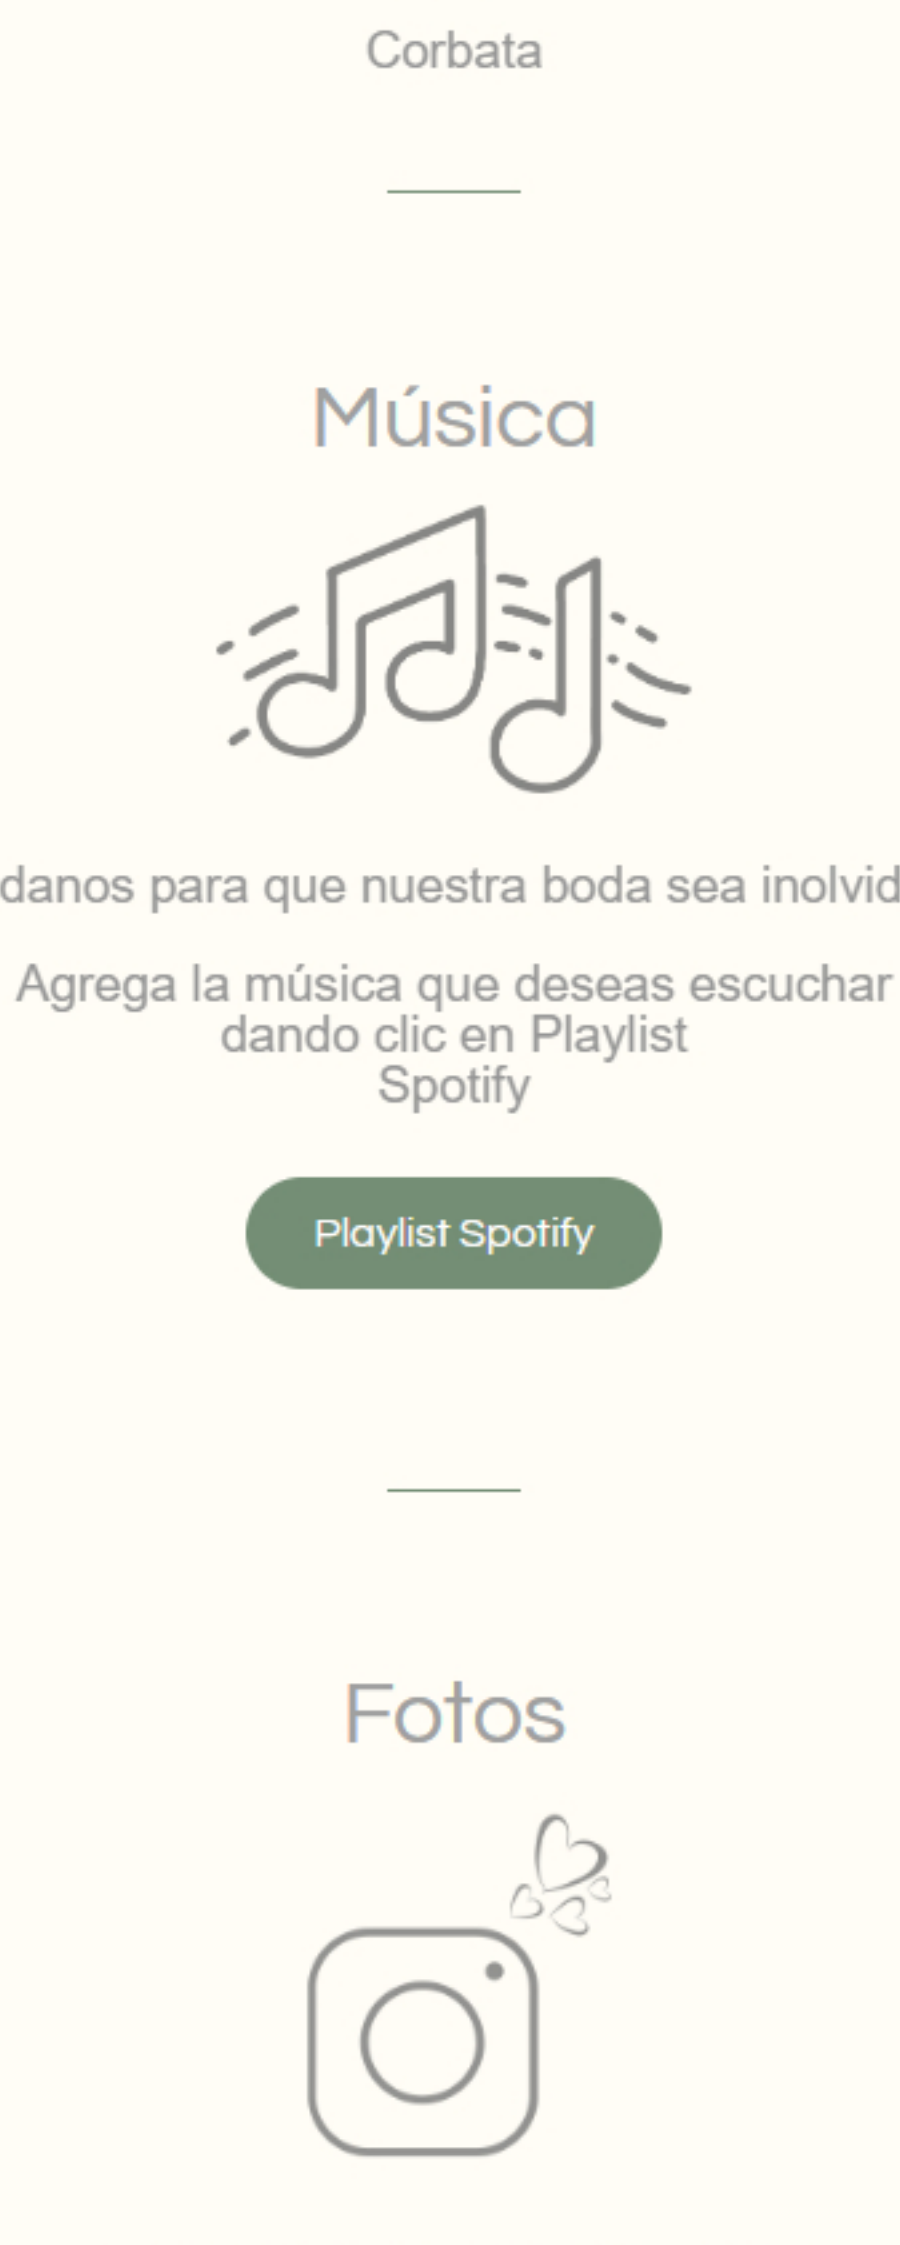 Corbata
Música
danos para que nuestra boda sea inolvid
Agrega la música que deseas escuchar
dando clic en Playlist
Spotify
Playlist Spotify
Fotos